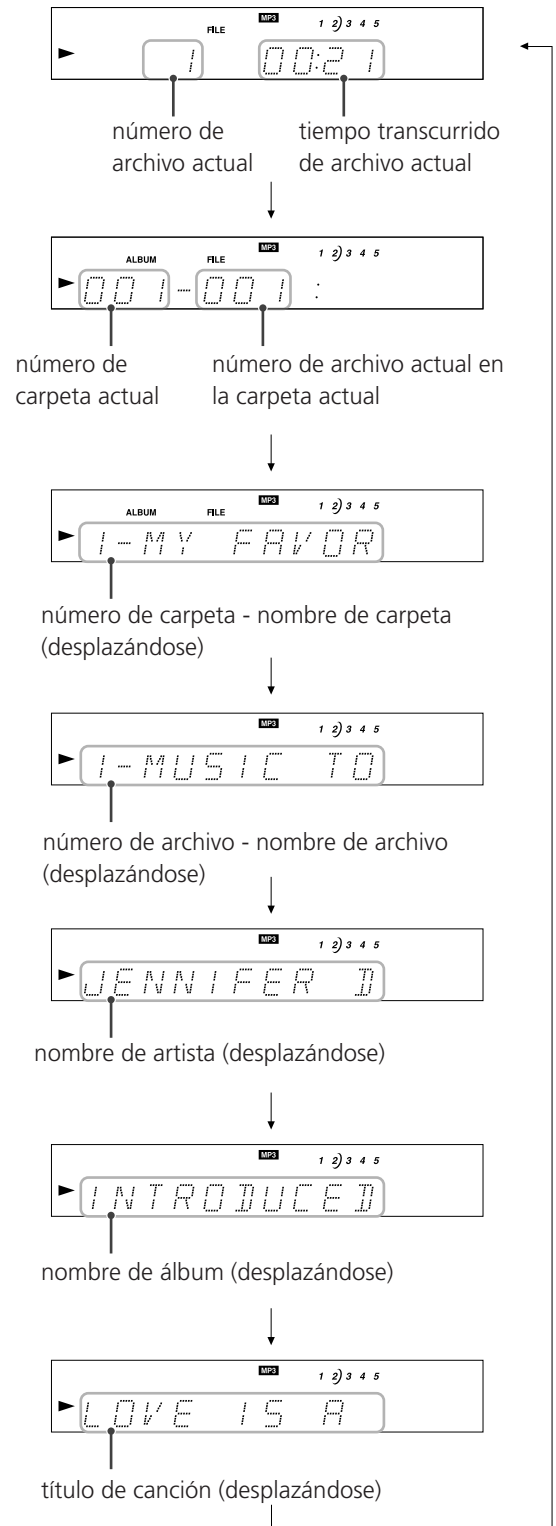 FILE MP3 1 2) 3 4 5
► 1 00:21
número de
archivo actual
tiempo transcurrido
de archivo actual
ALBUM FILE MP3 1 2) 3 4 5
► 001-001 :
número de
carpeta actual
número de archivo actual en
la carpeta actual
ALBUM FILE MP3 1 2) 3 4 5
► 1-MY FAVOR
número de carpeta - nombre de carpeta
(desplazándose)
MP3 1 2) 3 4 5
► 1-MUSIC TO
número de archivo - nombre de archivo
(desplazándose)
MP3 1 2) 3 4 5
► JENNIFER D
nombre de artista (desplazándose)
MP3 1 2) 3 4 5
► INTRODUCED
nombre de álbum (desplazándose)
MP3 1 2) 3 4 5
► LOVE IS A
título de canción (desplazándose)